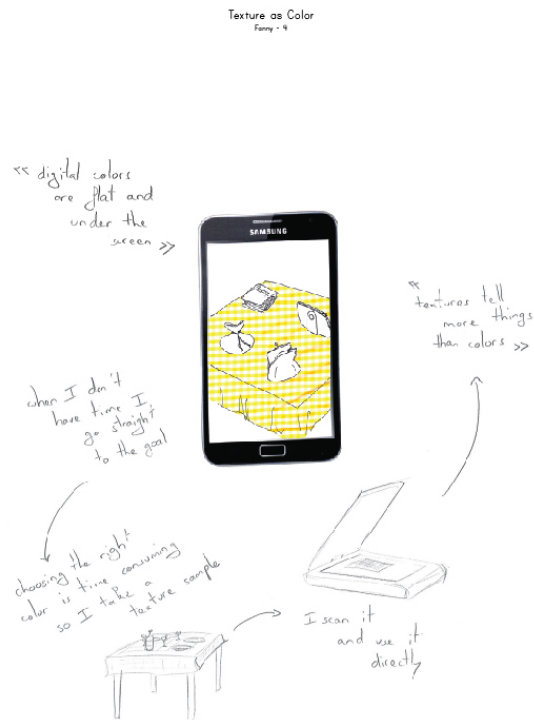 Texture as Color
Fanny - 4
« digital colors
are flat and
under the
screen »
SAMSUNG
« textures tell
more things
than colors »
when I don't
have time I
go straight
to the goal
choosing the right
color is time consuming
so I take a
texture sample
I scan it
and use it
directly